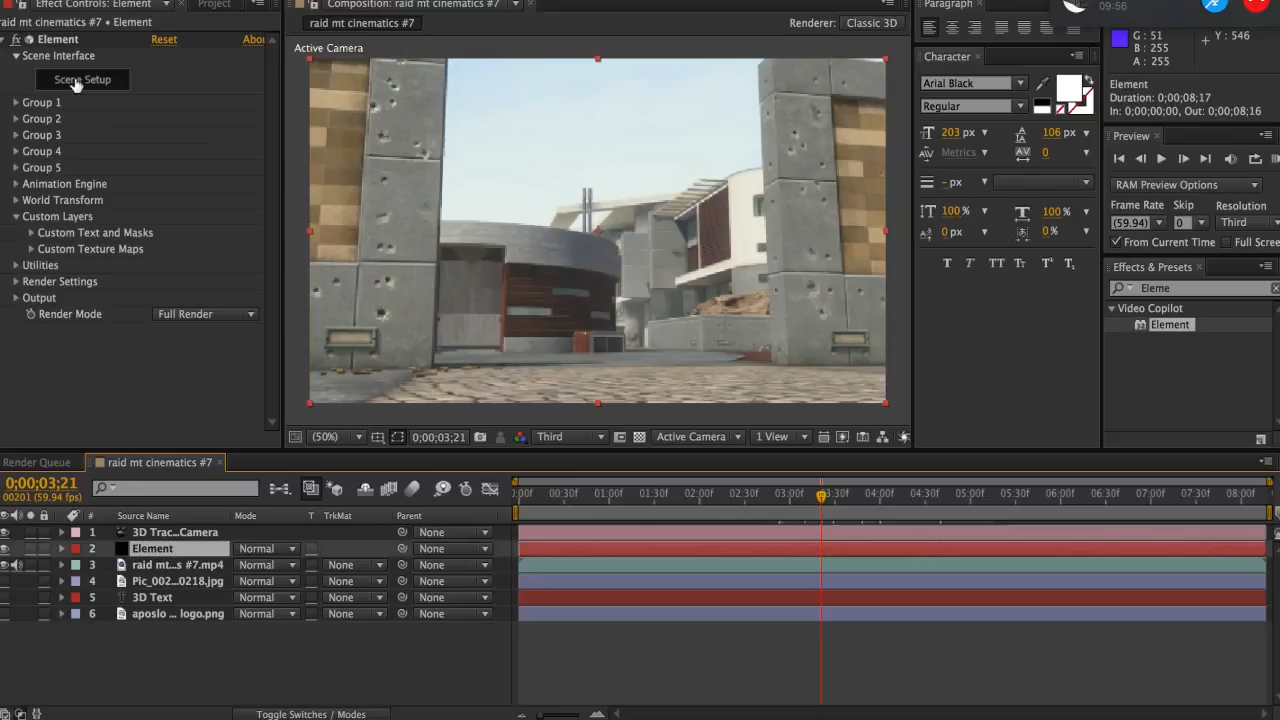 Effect Controls: Element
Project
raid mt cinematics #7 • Element
fx Element Reset Abou
Scene Interface
Scene Setup
Group 1
Group 2
Group 3
Group 4
Group 5
Animation Engine
World Transform
Custom Layers
Custom Text and Masks
Custom Texture Maps
Utilities
Render Settings
Output
Render Mode Full Render
Composition: raid mt cinematics #7
raid mt cinematics #7
Renderer: Classic 3D
Active Camera
(50%) 0;00;03;21 Third Active Camera 1 View
Paragraph
Character
Arial Black
Regular
203 px 106 px
Metrics 0
- px
100% 100%
0 px 0%
T T TT Tr T¹ T₁
09:56
G : 51
B : 255
A : 255
Y : 546
Element
Duration: 0;00;08;17
In: 0;00;00;00, Out: 0;00;08;16
Preview
RAM Preview Options
Frame Rate Skip Resolution
(59.94) 0 Third
From Current Time Full Scree
Effects & Presets
Eleme
Video Copilot
Element
Render Queue raid mt cinematics #7
0;00;03;21
00201 (59.94 fps)
:00f 00:30f 01:00f 01:30f 02:00f 02:30f 03:00f 03:30f 04:00f 04:30f 05:00f 05:30f 06:00f 06:30f 07:00f 07:30f 08:00f
# Source Name Mode T TrkMat Parent
1 3D Trac...Camera None
2 Element Normal None
3 raid mt...s #7.mp4 Normal None None
4 Pic_002...0218.jpg Normal None None
5 3D Text Normal None None
6 aposlo ... logo.png Normal None None
Toggle Switches / Modes